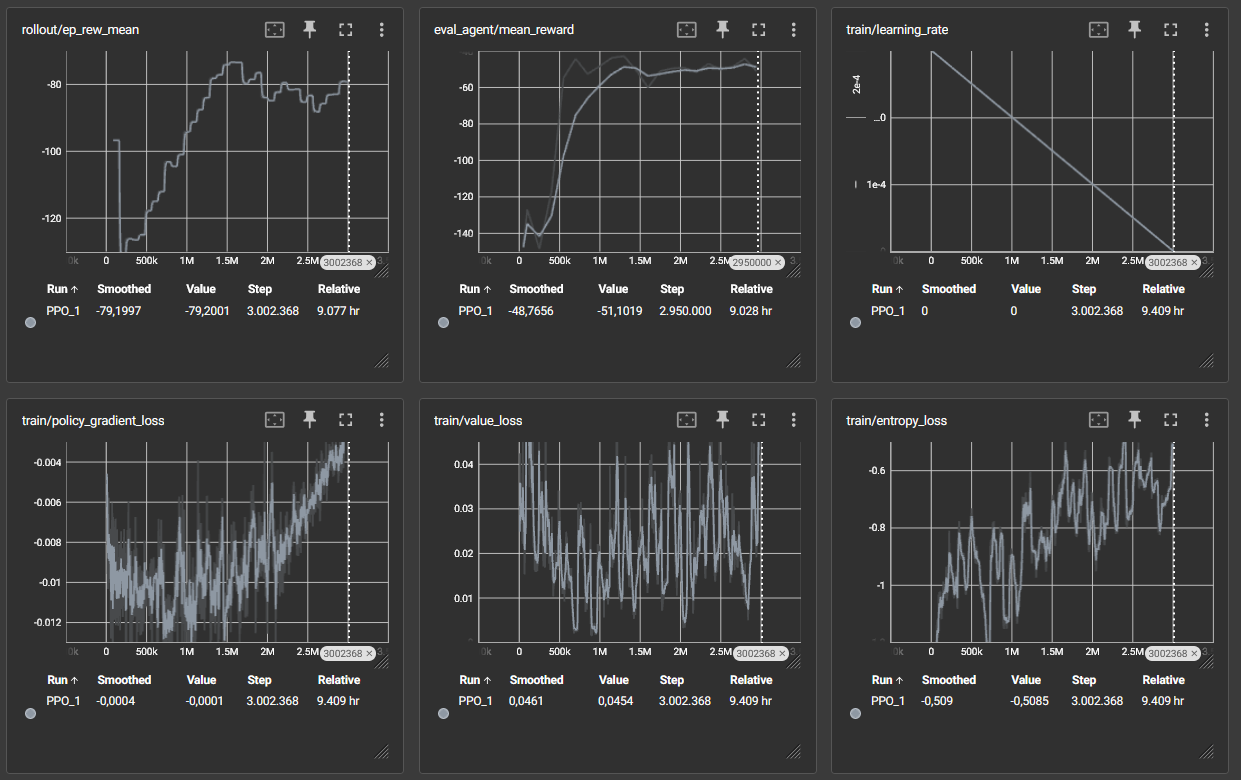 rollout/ep_rew_mean
-80
-100
-120
0k 0 500k 1M 1.5M 2M 2.5M 3002368 ×
Run ↑ Smoothed Value Step Relative
PPO_1 -79,1997 -79,2001 3.002.368 9.077 hr
eval_agent/mean_reward
-60
-80
-100
-120
-140
0k 0 500k 1M 1.5M 2M 2950000 ×
Run ↑ Smoothed Value Step Relative
PPO_1 -48,7656 -51,1019 2.950.000 9.028 hr
train/learning_rate
2e-4
...0
1e-4
0k 0 500k 1M 1.5M 2M 2.5M 3002368 ×
Run ↑ Smoothed Value Step Relative
PPO_1 0 0 3.002.368 9.409 hr
train/policy_gradient_loss
-0.004
-0.006
-0.008
-0.01
-0.012
0k 0 500k 1M 1.5M 2M 2.5M 3002368 ×
Run ↑ Smoothed Value Step Relative
PPO_1 -0,0004 -0,0001 3.002.368 9.409 hr
train/value_loss
0.04
0.03
0.02
0.01
0k 0 500k 1M 1.5M 2M 2.5M 3002368 ×
Run ↑ Smoothed Value Step Relative
PPO_1 0,0461 0,0454 3.002.368 9.409 hr
train/entropy_loss
-0.6
-0.8
-1
0k 0 500k 1M 1.5M 2M 2.5M 3002368 ×
Run ↑ Smoothed Value Step Relative
PPO_1 -0,509 -0,5085 3.002.368 9.409 hr